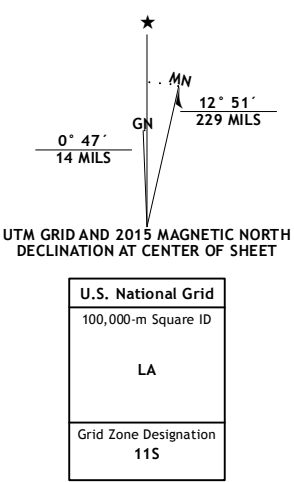 ★
MN
GN
12° 51´
229 MILS
0° 47´
14 MILS
UTM GRID AND 2015 MAGNETIC NORTH
DECLINATION AT CENTER OF SHEET
U.S. National Grid
100,000-m Square ID
LA
Grid Zone Designation
11S